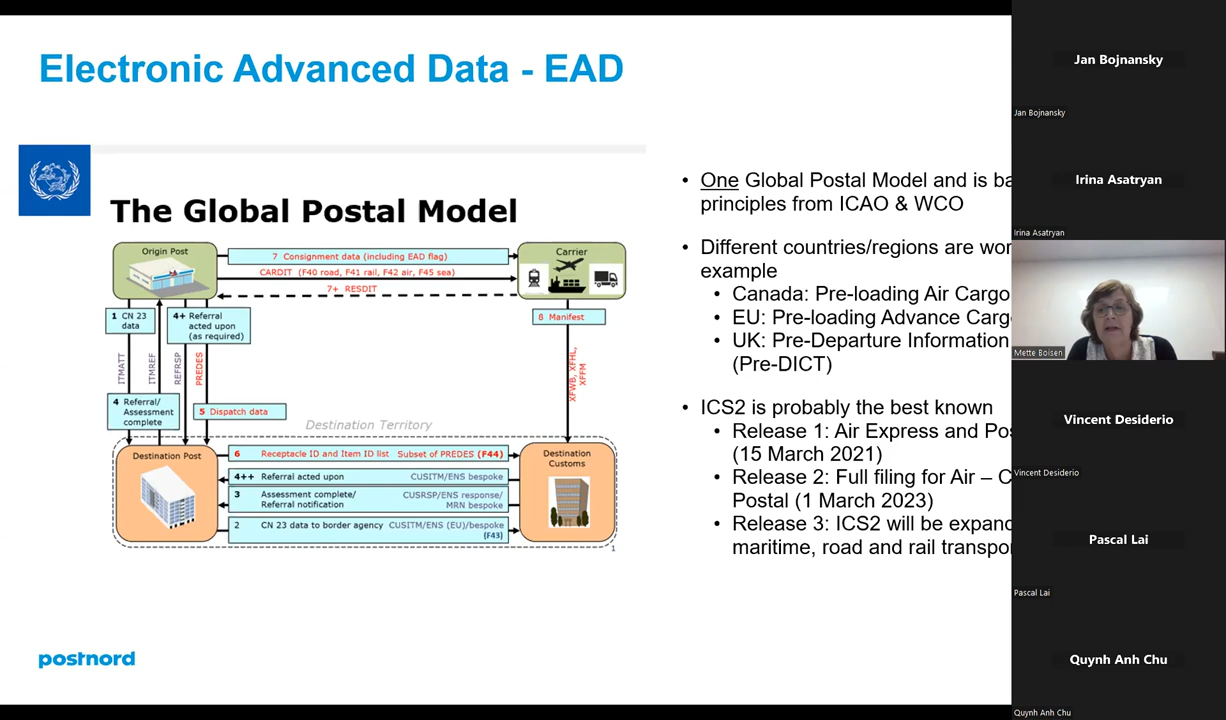 Electronic Advanced Data - EAD
The Global Postal Model
Origin Post
7 Consignment data (including EAD flag)
CARDIT (F40 road, F41 rail, F42 air, F45 sea)
7+ RESDIT
Carrier
1 CN 23
data
4+ Referral
acted upon
(as required)
8 Manifest
ITMATT
ITMREF
REFRSP
PREDES
XFWB, XFHL,
XFFM
4 Referral/
Assessment
complete
5 Dispatch data
Destination Territory
Destination Post
6 Receptacle ID and Item ID list Subset of PREDES (F44)
4++ Referral acted upon CUSITM/ENS bespoke
3 Assessment complete/ CUSRSP/ENS response/
Referral notification MRN bespoke
2 CN 23 data to border agency CUSITM/ENS (EU)/bespoke
(F43)
Destination
Customs
1
• One Global Postal Model and is
principles from ICAO & WCO
• Different countries/regions are
example
• Canada: Pre-loading Air Cargo
• EU: Pre-loading Advance
• UK: Pre-Departure Information
(Pre-DICT)
• ICS2 is probably the best known
• Release 1: Air Express and
(15 March 2021)
• Release 2: Full filing for Air –
Postal (1 March 2023)
• Release 3: ICS2 will be
maritime, road and rail
postnord
Jan Bojnansky
Jan Bojnansky
Irina Asatryan
Irina Asatryan
Mette Boisen
Vincent Desiderio
Vincent Desiderio
Pascal Lai
Pascal Lai
Quynh Anh Chu
Quynh Anh Chu